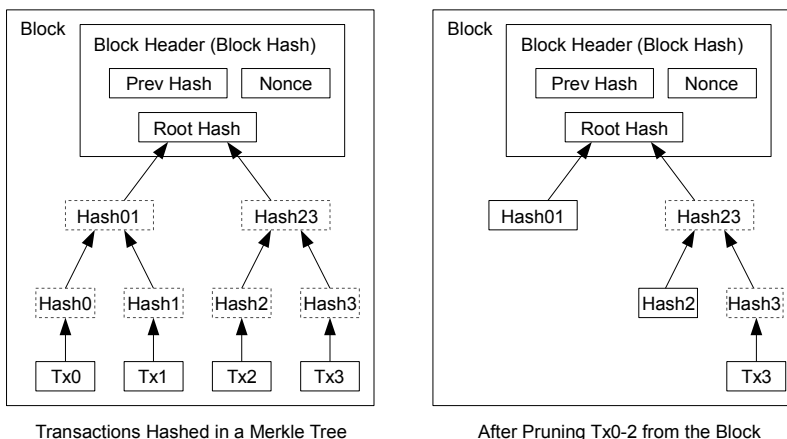 Block
Block Header (Block Hash)
Prev Hash
Nonce
Root Hash
Hash01
Hash23
Hash0
Hash1
Hash2
Hash3
Tx0
Tx1
Tx2
Tx3
Transactions Hashed in a Merkle Tree
Block
Block Header (Block Hash)
Prev Hash
Nonce
Root Hash
Hash01
Hash23
Hash2
Hash3
Tx3
After Pruning Tx0-2 from the Block